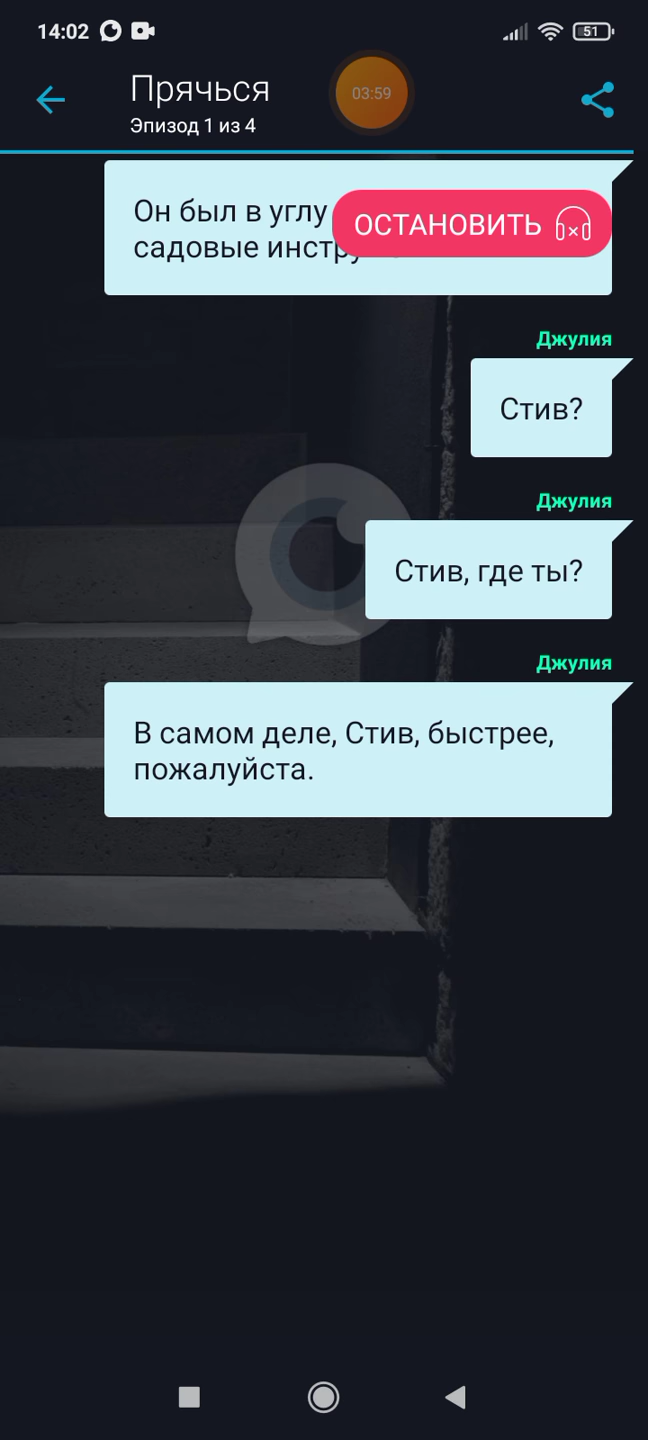 14:02
51
Прячься
03:59
Эпизод 1 из 4
Он был в углу
ОСТАНОВИТЬ
садовые
Джулия
Стив?
Джулия
Стив, где ты?
Джулия
В самом деле, Стив, быстрее,
пожалуйста.